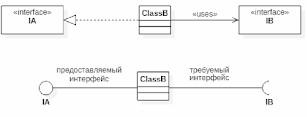 «interface»
IA
ClassB
«uses»
«interface»
IB
предоставляемый
интерфейс
ClassB
требуемый
интерфейс
IA
IB